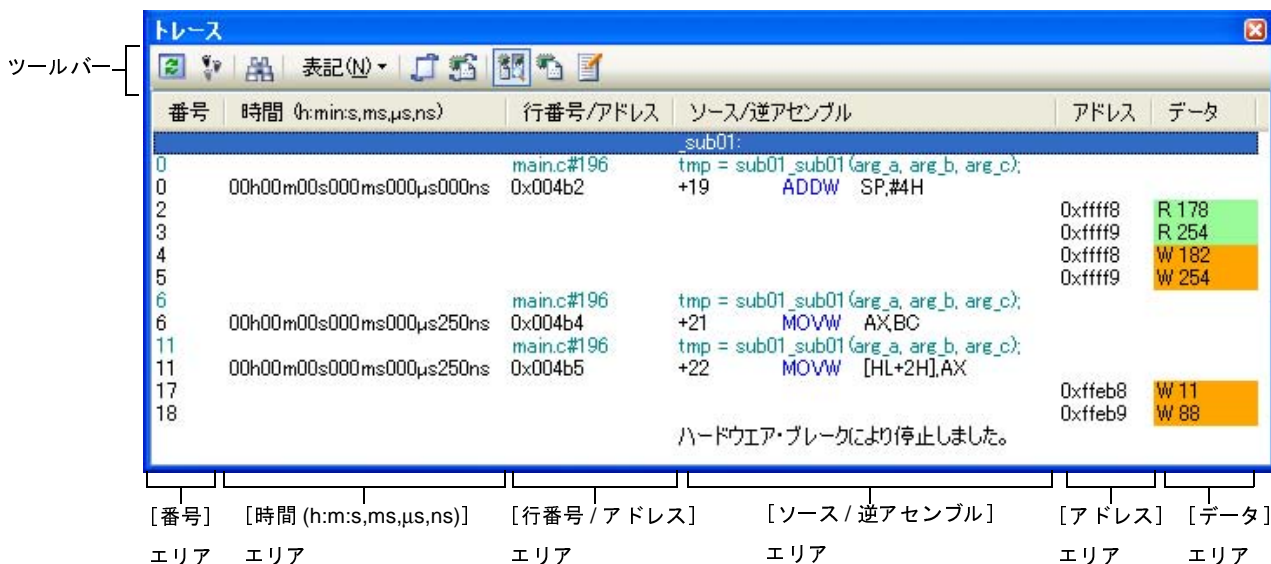 トレース
ツールバー
表記(N)
番号 時間 (h:min:s,ms,μs,ns) 行番号/アドレス ソース/逆アセンブル アドレス データ
_sub01:
0 main.c#196 tmp = sub01_sub01(arg_a, arg_b, arg_c);
0 00h00m00s000ms000μs000ns 0x004b2 +19 ADDW SP,#4H
2 0xffff8 R 178
3 0xffff9 R 254
4 0xffff8 W 182
5 0xffff9 W 254
6 main.c#196 tmp = sub01_sub01(arg_a, arg_b, arg_c);
6 00h00m00s000ms000μs250ns 0x004b4 +21 MOVW AX,BC
11 main.c#196 tmp = sub01_sub01(arg_a, arg_b, arg_c);
11 00h00m00s000ms000μs250ns 0x004b5 +22 MOVW [HL+2H],AX
17 0xffeb8 W 11
18 0xffeb9 W 88
ハードウエア・ブレークにより停止しました。
[番号] [時間 (h:m:s,ms,μs,ns)] [行番号 / アドレス] [ソース / 逆アセンブル] [アドレス] [データ]
エリア エリア エリア エリア エリア エリア